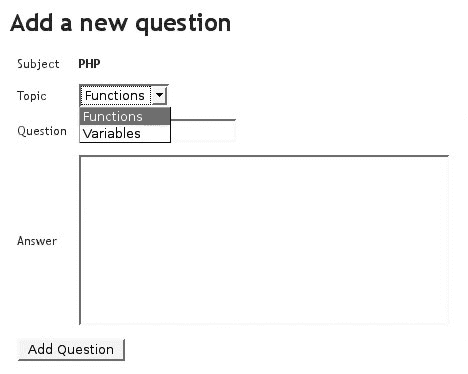 Add a new question
Subject PHP
Topic Functions
Functions
Question Variables
Answer
Add Question